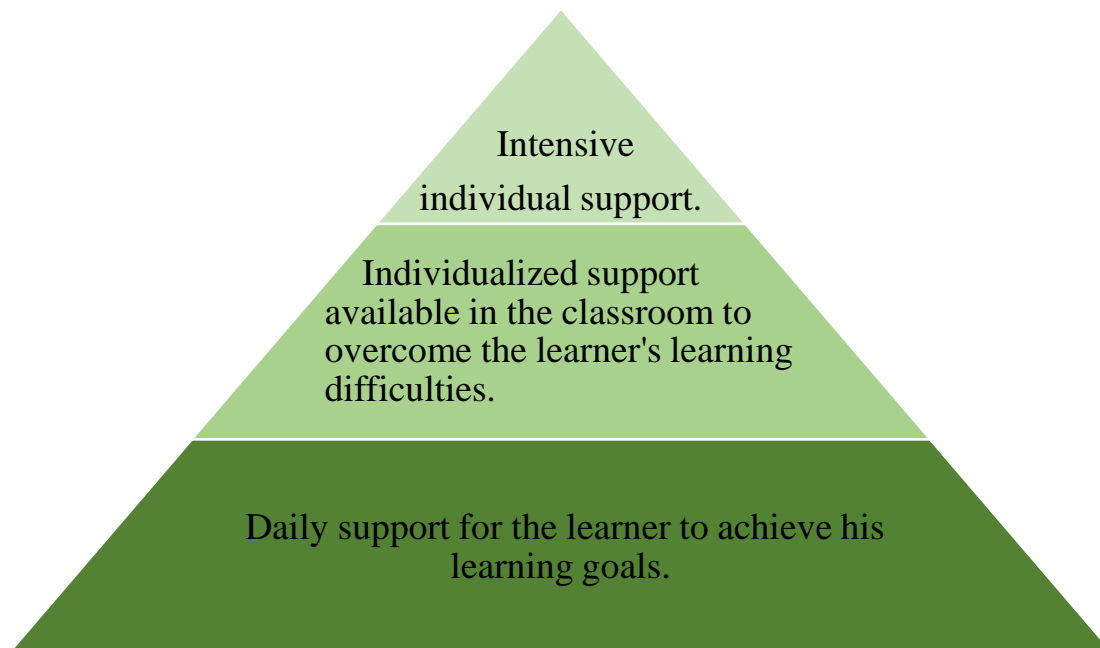 Intensive
individual support.
Individualized support
available in the classroom to
overcome the learner's learning
difficulties.
Daily support for the learner to achieve his
learning goals.